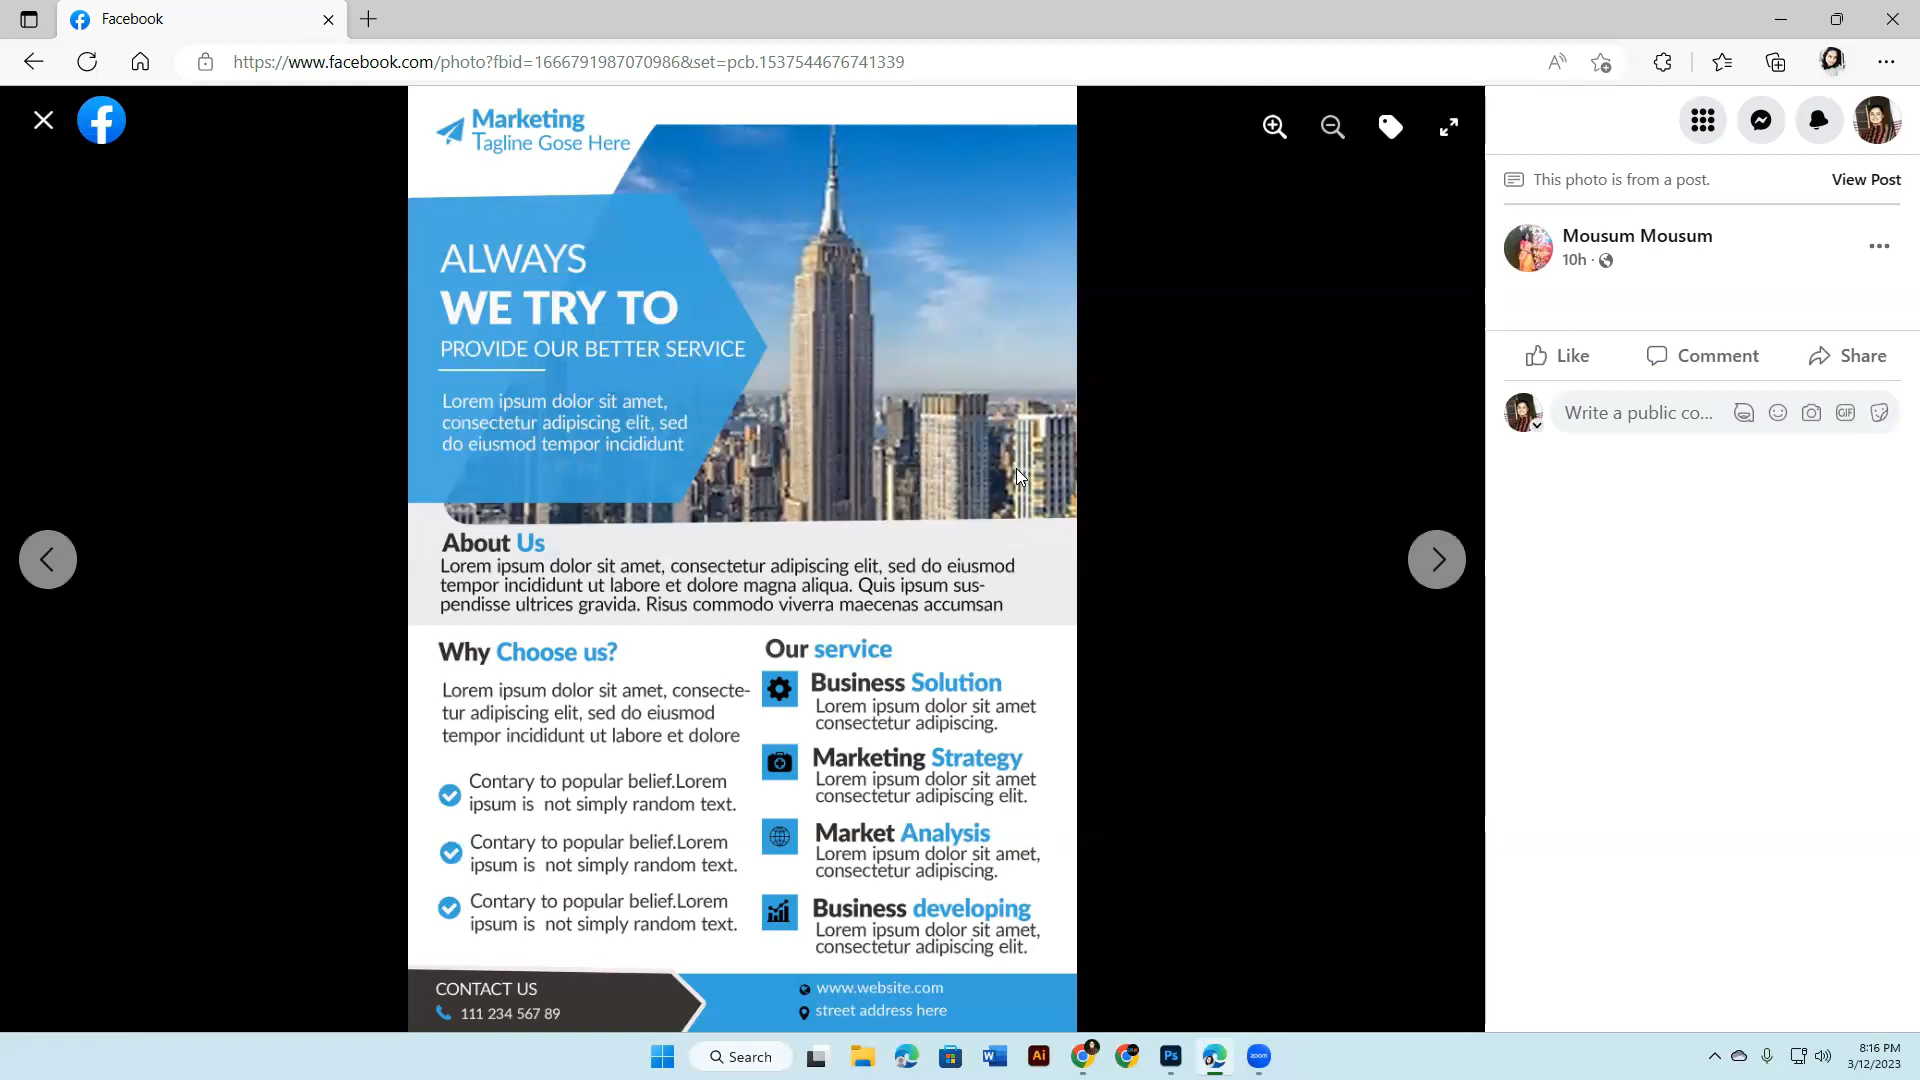 Facebook
https://www.facebook.com/photo?fbid=166679198707098​6&set=pcb.1537544676741339
Marketing
Tagline Gose Here
ALWAYS
WE TRY TO
PROVIDE OUR BETTER SERVICE
Lorem ipsum dolor sit amet,
consectetur adipiscing elit, sed
do eiusmod tempor incididunt
About Us
Lorem ipsum dolor sit amet, consectetur adipiscing elit, sed do eiusmod
tempor incididunt ut labore et dolore magna aliqua. Quis ipsum sus-
pendisse ultrices gravida. Risus commodo viverra maecenas accumsan
Why Choose us?
Lorem ipsum dolor sit amet, consecte-
tur adipiscing elit, sed do eiusmod
tempor incididunt ut labore et dolore
Contary to popular belief.Lorem
ipsum is  not simply random text.
Contary to popular belief.Lorem
ipsum is  not simply random text.
Contary to popular belief.Lorem
ipsum is  not simply random text.
Our service
Business Solution
Lorem ipsum dolor sit amet
consectetur adipiscing.
Marketing Strategy
Lorem ipsum dolor sit amet
consectetur adipiscing elit.
Market Analysis
Lorem ipsum dolor sit amet,
consectetur adipiscing.
Business developing
Lorem ipsum dolor sit amet,
consectetur adipiscing elit.
CONTACT US
111 234 567 89
www.website.com
street address here
This photo is from a post.
View Post
Mousum Mousum
10h ·
Like
Comment
Share
Write a public co...
GIF
Search
Ai
Ps
zoom
8:16 PM
3/12/2023